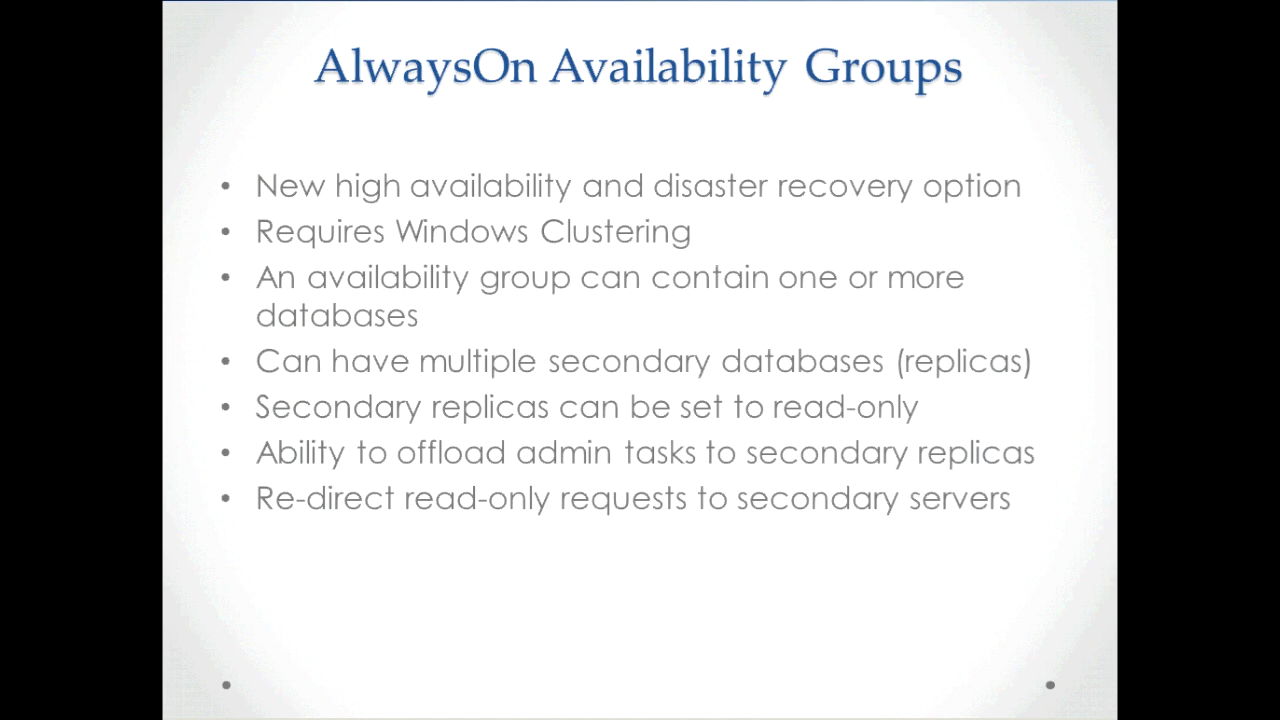 AlwaysOn Availability Groups
• New high availability and disaster recovery option
• Requires Windows Clustering
• An availability group can contain one or more
databases
• Can have multiple secondary databases (replicas)
• Secondary replicas can be set to read-only
• Ability to offload admin tasks to secondary replicas
• Re-direct read-only requests to secondary servers